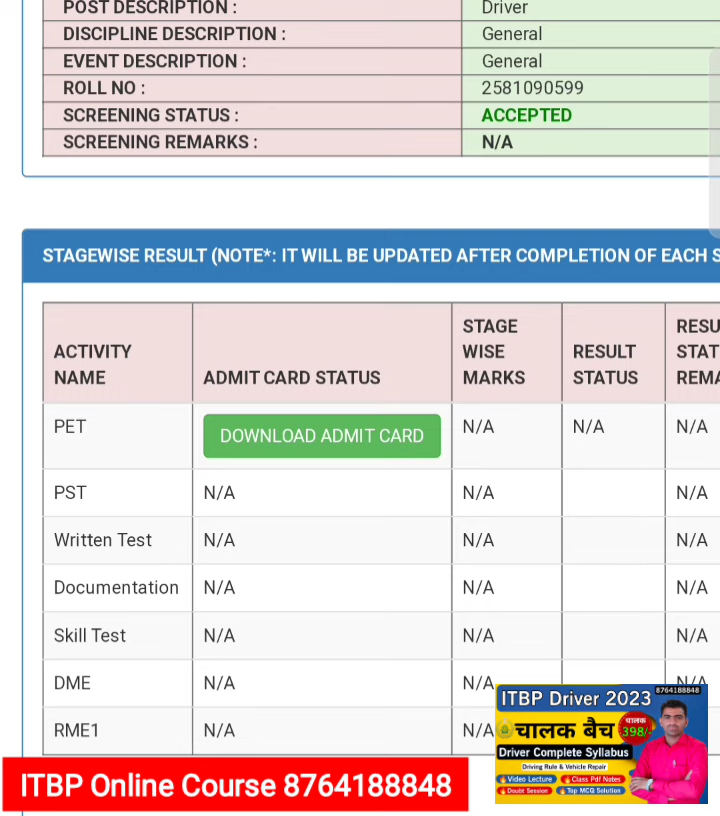 POST DESCRIPTION : Driver
DISCIPLINE DESCRIPTION : General
EVENT DESCRIPTION : General
ROLL NO : 2581090599
SCREENING STATUS : ACCEPTED
SCREENING REMARKS : N/A
STAGEWISE RESULT (NOTE*: IT WILL BE UPDATED AFTER COMPLETION OF EACH S
ACTIVITY NAME ADMIT CARD STATUS STAGE WISE MARKS RESULT STATUS RESU STAT REMA
PET DOWNLOAD ADMIT CARD N/A N/A N/A
PST N/A N/A N/A
Written Test N/A N/A N/A
Documentation N/A N/A N/A
Skill Test N/A N/A N/A
DME N/A N/A N/A
RME1 N/A N/A
ITBP Driver 2023 8764188848
चालक बैच चालक 398/-
Driver Complete Syllabus
Driving Rule & Vehicle Repair
Video Lecture Class Pdf Notes
Doubt Session Top MCQ Solution
ITBP Online Course 8764188848